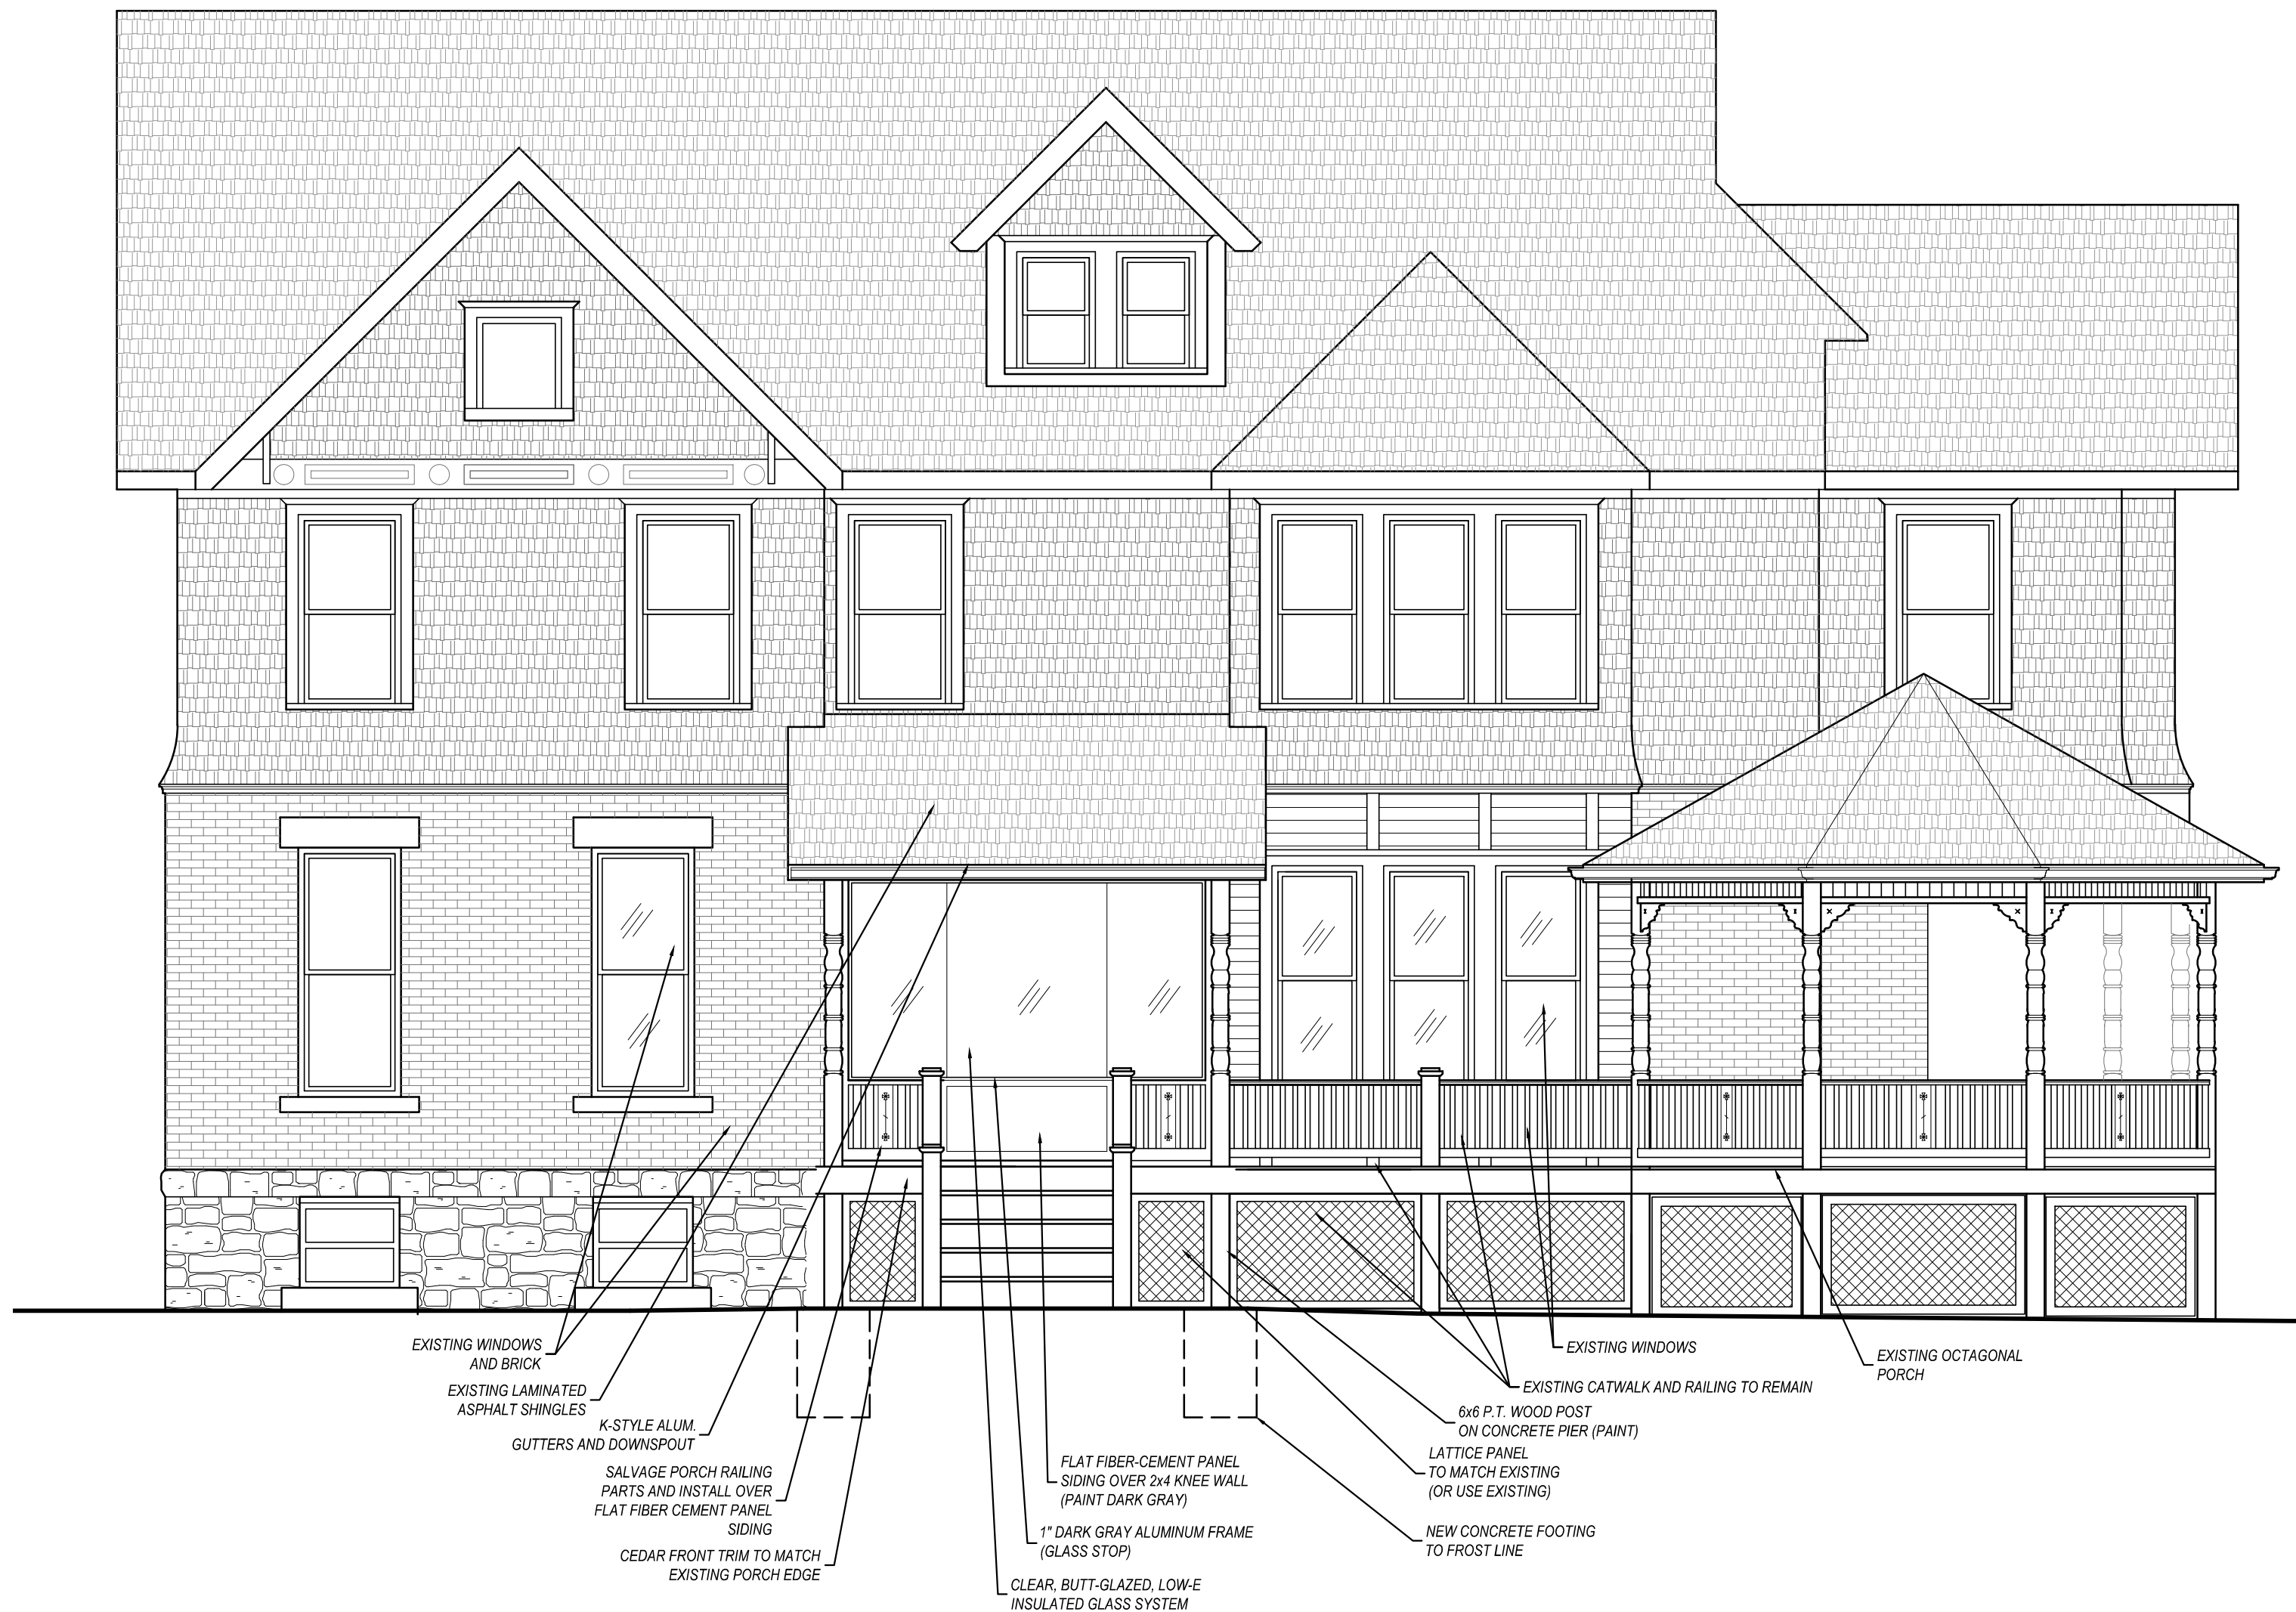 EXISTING WINDOWS
AND BRICK
EXISTING LAMINATED
ASPHALT SHINGLES
K-STYLE ALUM.
GUTTERS AND DOWNSPOUT
SALVAGE PORCH RAILING
PARTS AND INSTALL OVER
FLAT FIBER CEMENT PANEL
SIDING
CEDAR FRONT TRIM TO MATCH
EXISTING PORCH EDGE
FLAT FIBER-CEMENT PANEL
SIDING OVER 2x4 KNEE WALL
(PAINT DARK GRAY)
1" DARK GRAY ALUMINUM FRAME
(GLASS STOP)
CLEAR, BUTT-GLAZED, LOW-E
INSULATED GLASS SYSTEM
EXISTING WINDOWS
EXISTING CATWALK AND RAILING TO REMAIN
6x6 P.T. WOOD POST
ON CONCRETE PIER (PAINT)
LATTICE PANEL
TO MATCH EXISTING
(OR USE EXISTING)
NEW CONCRETE FOOTING
TO FROST LINE
EXISTING OCTAGONAL
PORCH